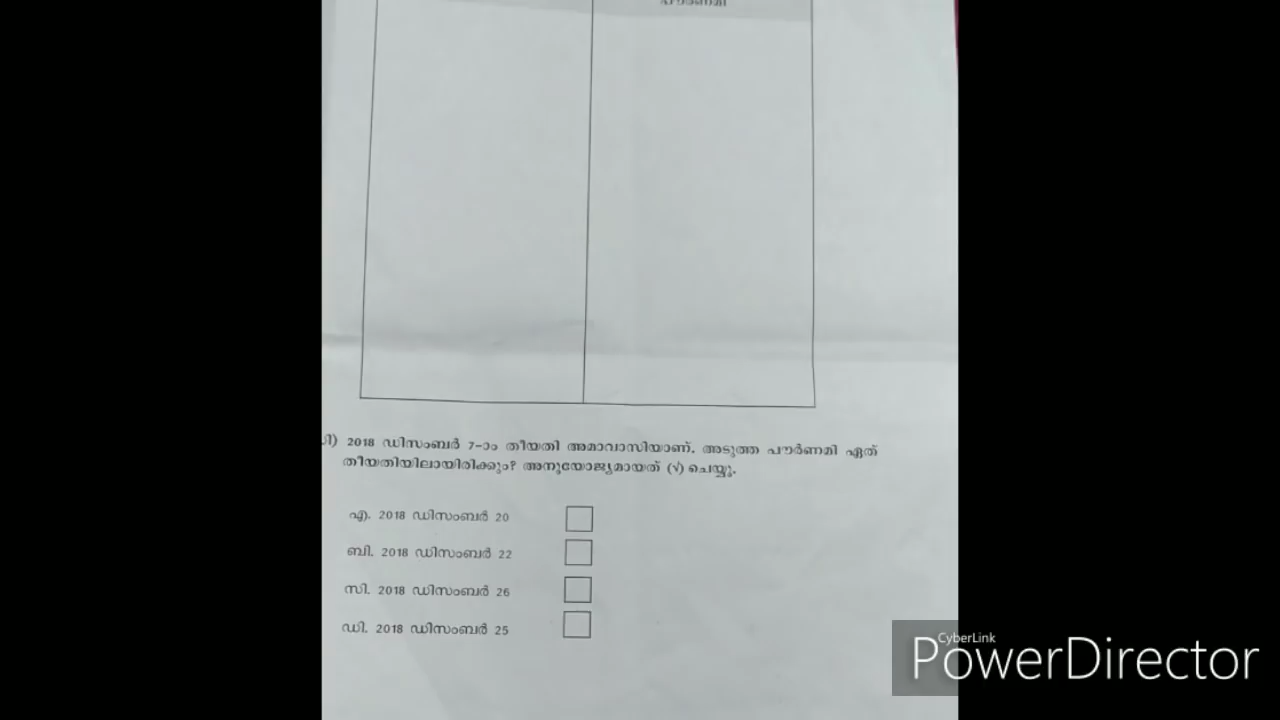 പൗർണമി
ി) 2018 ഡിസംബർ 7-ാം തീയതി അമാവാസിയാണ്. അടുത്ത പൗർണമി ഏത്
തീയതിയിലായിരിക്കും? അനുയോജ്യമായത് (√) ചെയ്യൂ.
എ. 2018 ഡിസംബർ 20
ബി. 2018 ഡിസംബർ 22
സി. 2018 ഡിസംബർ 26
ഡി. 2018 ഡിസംബർ 25
CyberLink
PowerDirector